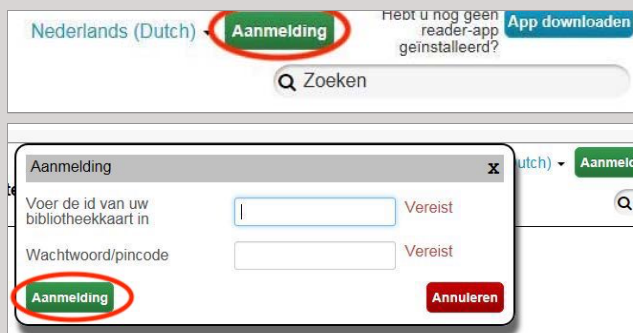 Nederlands (Dutch)
Aanmelding
Hebt u nog geen
reader-app
geïnstalleerd?
App downloaden
Zoeken
Aanmelding
x
utch)
Aanmeld
Voer de id van uw
bibliotheekkaart in
Vereist
Wachtwoord/pincode
Vereist
Aanmelding
Annuleren